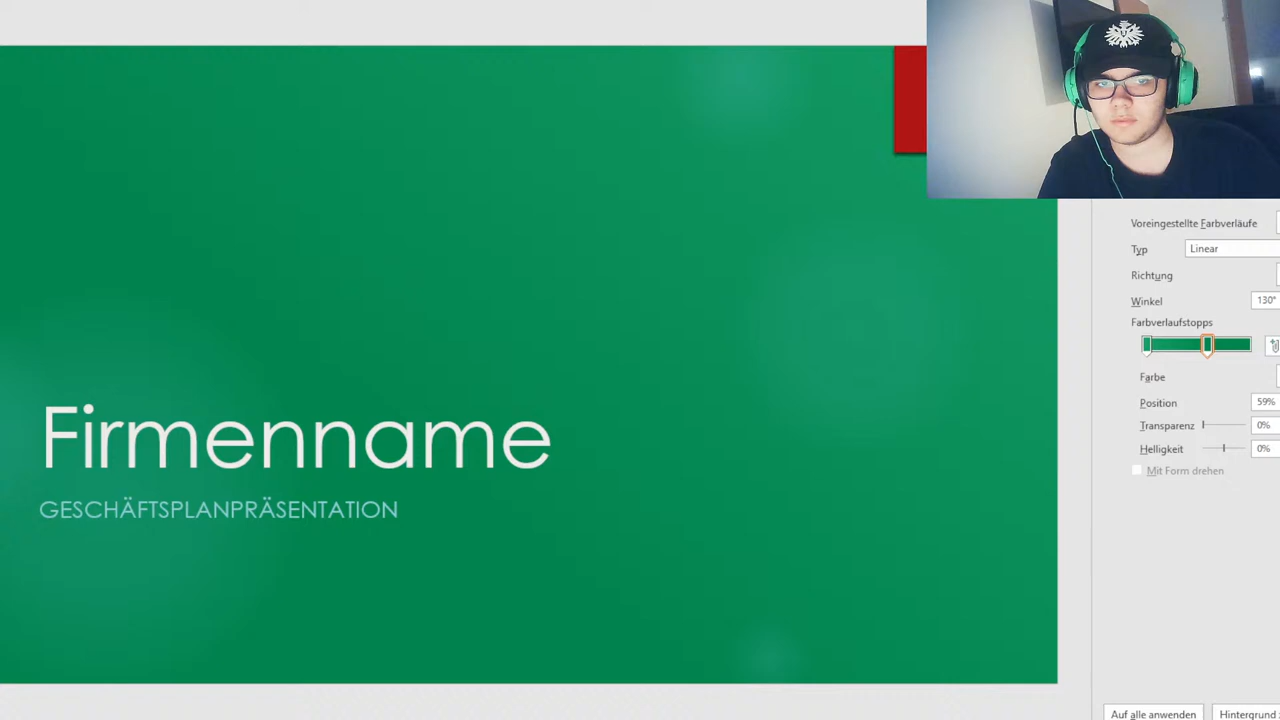 Firmenname
GESCHÄFTSPLANPRÄSENTATION
Voreingestellte Farbverläufe
Typ Linear
Richtung
Winkel 130°
Farbverlaufstopps
Farbe
Position 59%
Transparenz 0%
Helligkeit 0%
Mit Form drehen
Auf alle anwenden Hintergrund